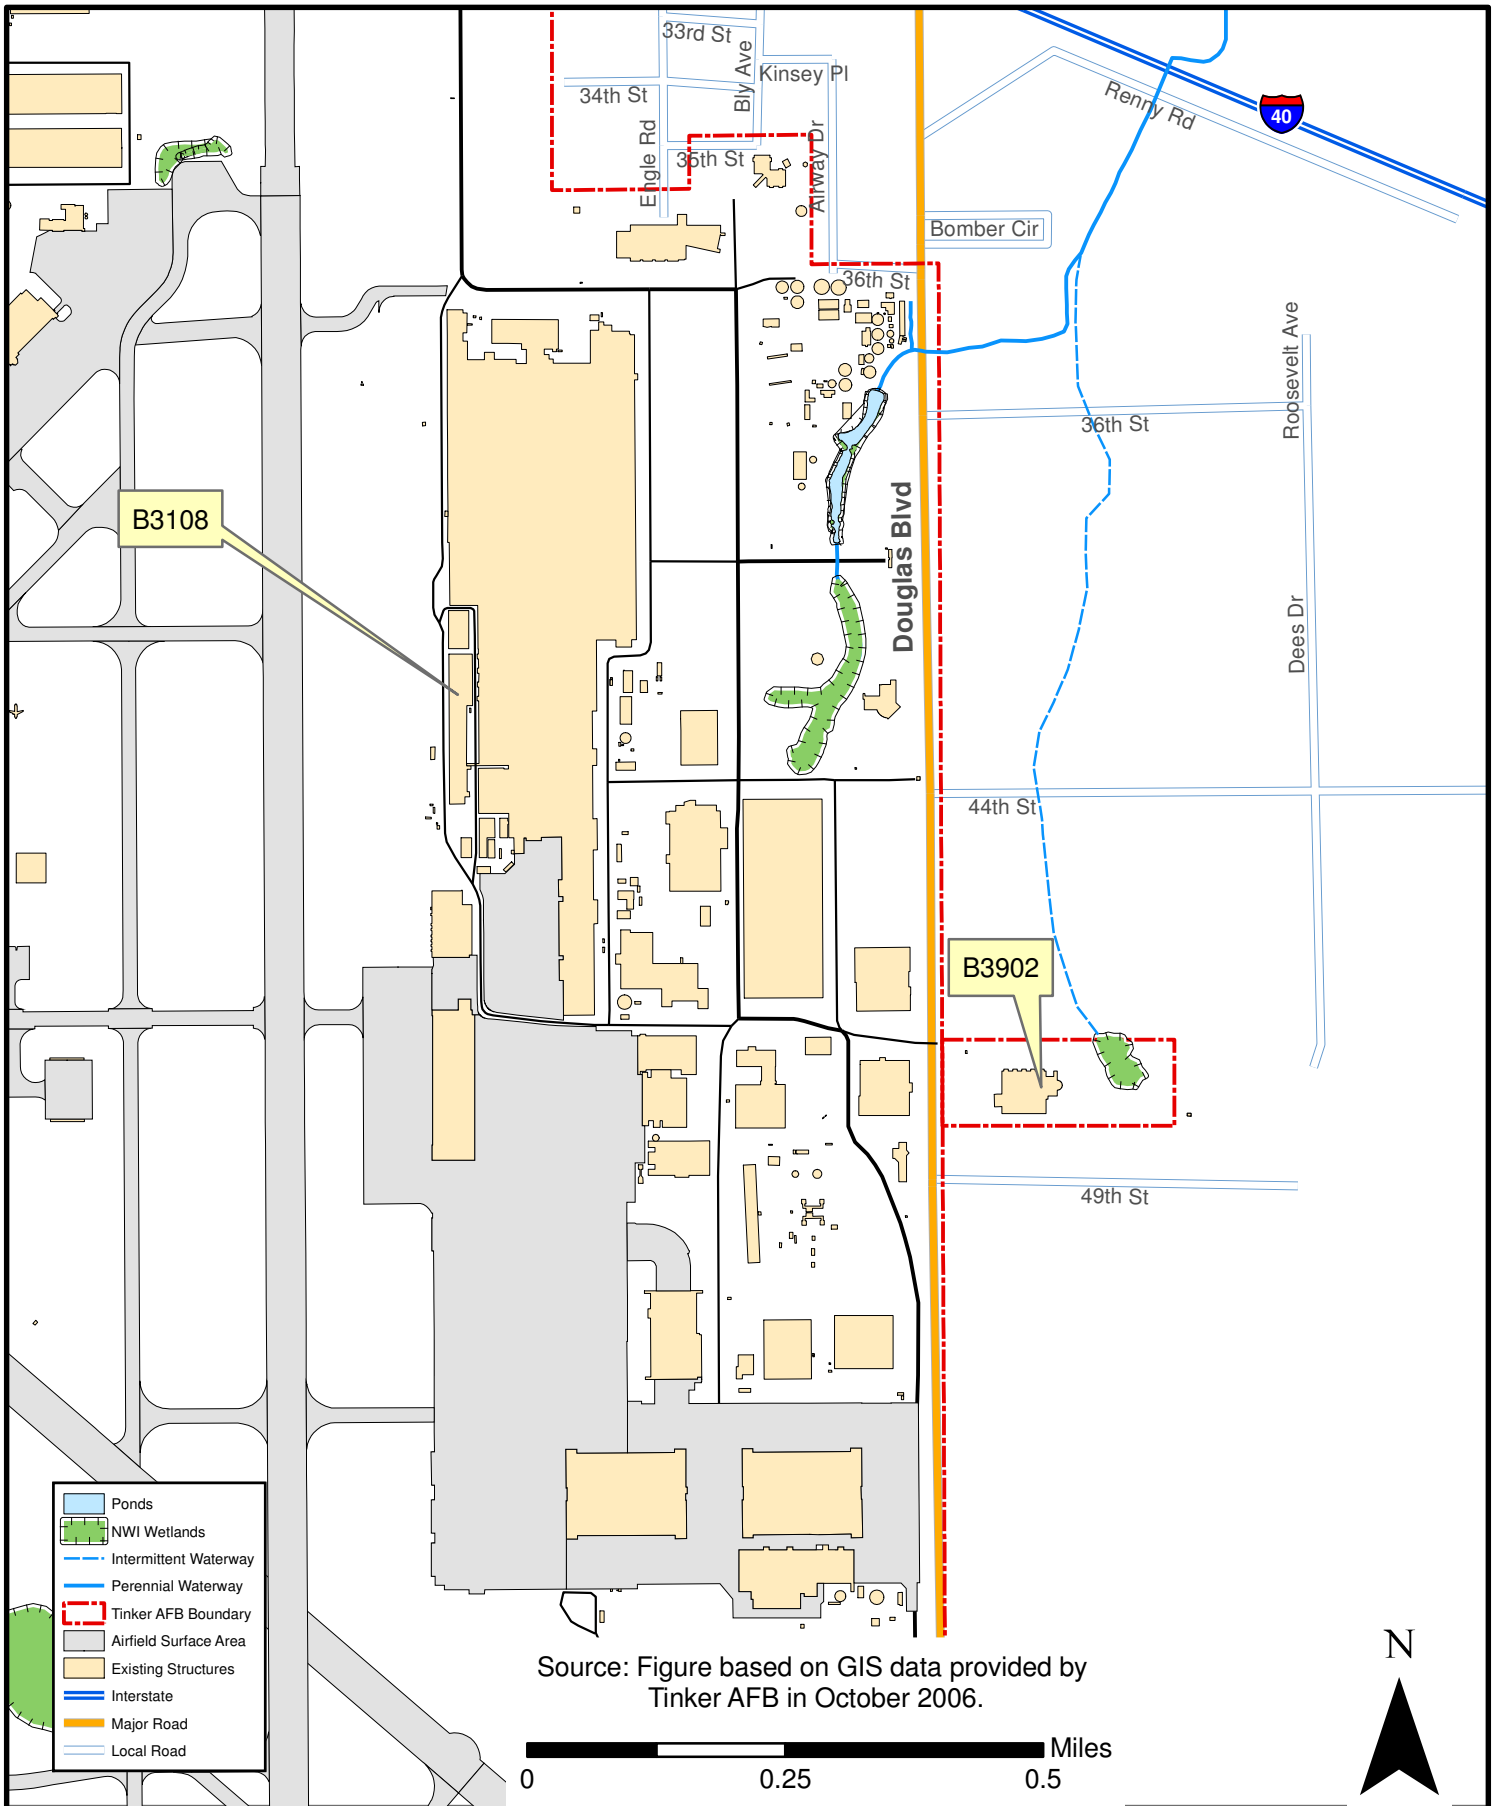 33rd St
Bly Ave
Kinsey Pl
34th St
Renny Rd
40
Engle Rd
35th St
Airway Dr
Bomber Cir
36th St
Roosevelt Ave
36th St
B3108
Douglas Blvd
Dees Dr
44th St
B3902
49th St
Ponds
NWI Wetlands
Intermittent Waterway
Perennial Waterway
Tinker AFB Boundary
Airfield Surface Area
Existing Structures
Interstate
Major Road
Local Road
Source: Figure based on GIS data provided by
Tinker AFB in October 2006.
Miles
0 0.25 0.5
N